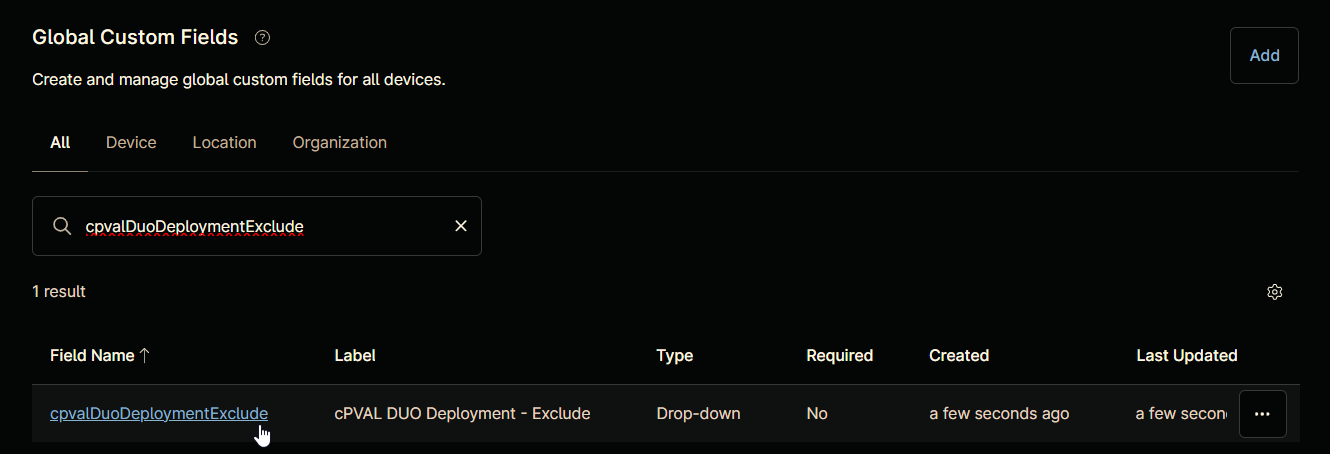 Global Custom Fields
Add
Create and manage global custom fields for all devices.
All Device Location Organization
cpvalDuoDeploymentExclude
1 result
Field Name Label Type Required Created Last Updated
cpvalDuoDeploymentExclude cPVAL DUO Deployment - Exclude Drop-down No a few seconds ago a few secon